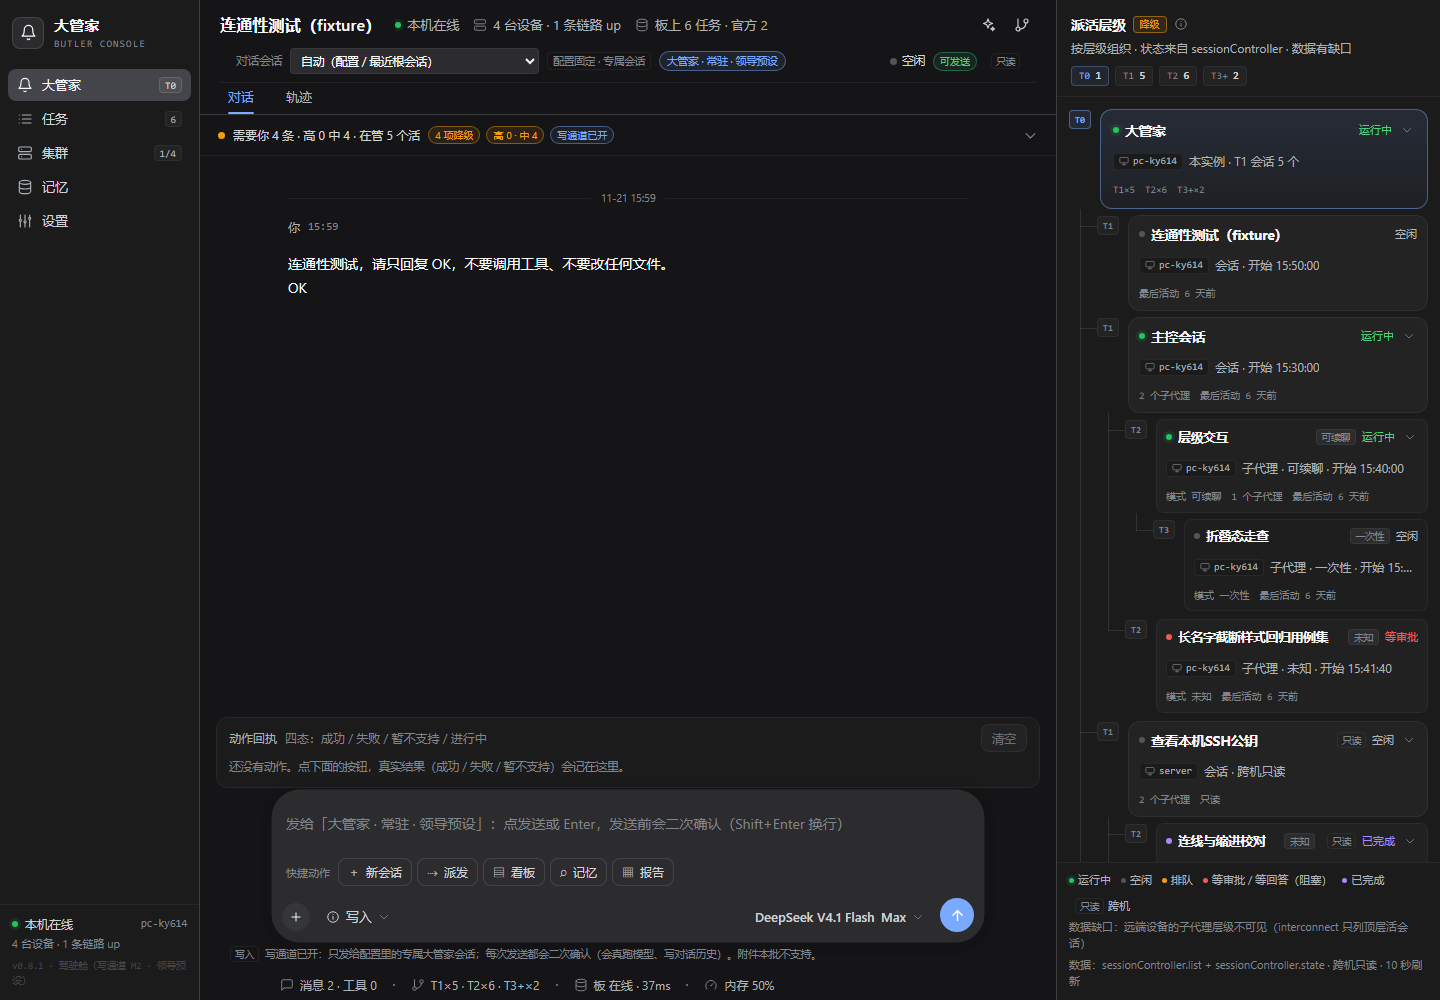 大管家
BUTLER CONSOLE
大管家 T0
任务 6
集群 1/4
记忆
设置
本机在线 pc-ky614
4 台设备 · 1 条链路 up
v0.8.1 · 驾驶舱（写通道 M2 · 领导预设）
连通性测试（fixture） 本机在线 4 台设备 · 1 条链路 up 板上 6 任务 · 官方 2
对话会话 自动（配置 / 最近根会话） 配置固定 · 专属会话 大管家 · 常驻 · 领导预设 空闲 可发送 只读
对话 轨迹
需要你 4 条 · 高 0 中 4 · 在管 5 个活 4 项降级 高 0 · 中 4 写通道已开
11-21 15:59
你 15:59
连通性测试，请只回复 OK，不要调用工具、不要改任何文件。
OK
动作回执 四态：成功 / 失败 / 暂不支持 / 进行中 清空
还没有动作。点下面的按钮，真实结果（成功 / 失败 / 暂不支持）会记在这里。
发给「大管家 · 常驻 · 领导预设」：点发送或 Enter，发送前会二次确认（Shift+Enter 换行）
快捷动作 + 新会话 派发 看板 记忆 报告
+ 写入 DeepSeek V4.1 Flash Max
写入 写通道已开：只发给配置里的专属大管家会话；每次发送都会二次确认（会真跑模型、写对话历史）。附件本批不支持。
消息 2 · 工具 0 · T1×5 · T2×6 · T3+×2 · 板 在线 · 37ms · 内存 50%
派活层级 降级
按层级组织 · 状态来自 sessionController · 数据有缺口
T0 1 T1 5 T2 6 T3+ 2
T0 大管家 运行中
pc-ky614 本实例 · T1 会话 5 个
T1×5 T2×6 T3+×2
T1 连通性测试（fixture） 空闲
pc-ky614 会话 · 开始 15:50:00
最后活动 6 天前
T1 主控会话 运行中
pc-ky614 会话 · 开始 15:30:00
2 个子代理 最后活动 6 天前
T2 层级交互 可续聊 运行中
pc-ky614 子代理 · 可续聊 · 开始 15:40:00
模式 可续聊 1 个子代理 最后活动 6 天前
T3 折叠态走查 一次性 空闲
pc-ky614 子代理 · 一次性 · 开始 15:...
模式 一次性 最后活动 6 天前
T2 长名字截断样式回归用例集 未知 等审批
pc-ky614 子代理 · 未知 · 开始 15:41:40
模式 未知 最后活动 6 天前
T1 查看本机SSH公钥 只读 空闲
server 会话 · 跨机只读
2 个子代理 只读
T2 连线与缩进校对 未知 只读 已完成
运行中 空闲 排队 等审批 / 等回答（阻塞） 已完成
只读 跨机
数据缺口：远端设备的子代理层级不可见（interconnect 只列顶层活会话）
数据：sessionController.list + sessionController.state · 跨机只读 · 10 秒刷新